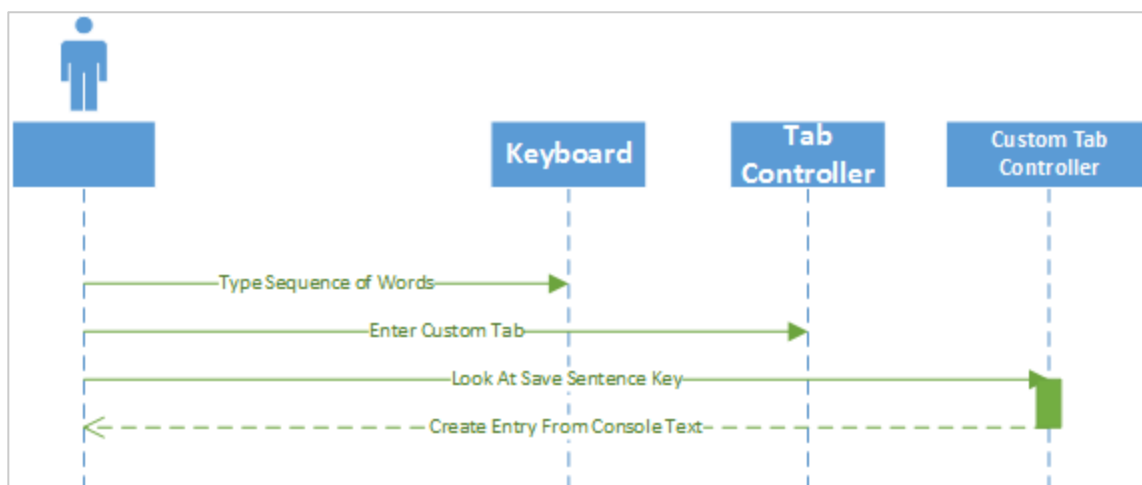 Keyboard
Tab
Controller
Custom Tab
Controller
Type Sequence of Words
Enter Custom Tab
Look At Save Sentence Key
Create Entry From Console Text